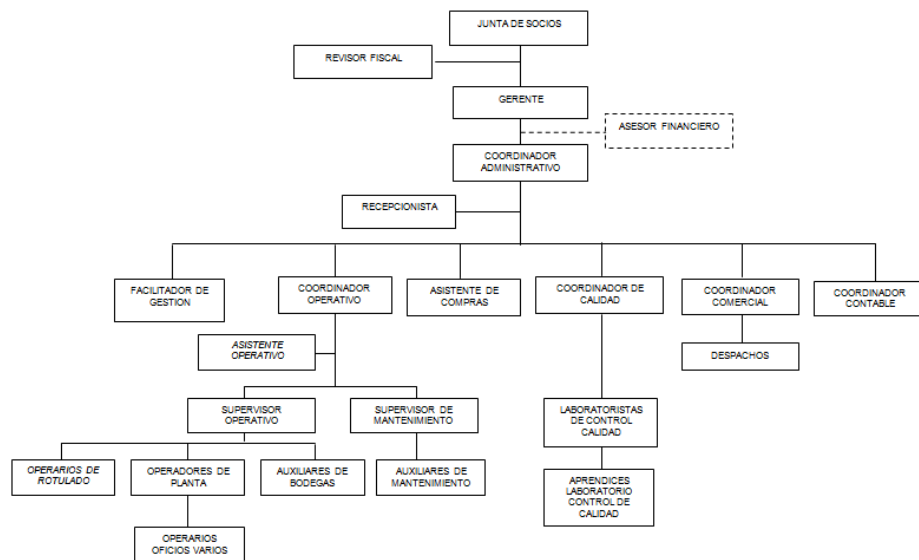 JUNTA DE SOCIOS
REVISOR FISCAL
GERENTE
ASESOR FINANCIERO
COORDINADOR
ADMINISTRATIVO
RECEPCIONISTA
FACILITADOR DE
GESTION
COORDINADOR
OPERATIVO
ASISTENTE DE
COMPRAS
COORDINADOR DE
CALIDAD
COORDINADOR
COMERCIAL
COORDINADOR
CONTABLE
ASISTENTE
OPERATIVO
DESPACHOS
SUPERVISOR
OPERATIVO
SUPERVISOR DE
MANTENIMIENTO
LABORATORISTAS
DE CONTROL
CALIDAD
OPERARIOS DE
ROTULADO
OPERADORES DE
PLANTA
AUXILIARES DE
BODEGAS
AUXILIARES DE
MANTENIMIENTO
APRENDICES
LABORATORIO
CONTROL DE
CALIDAD
OPERARIOS
OFICIOS VARIOS